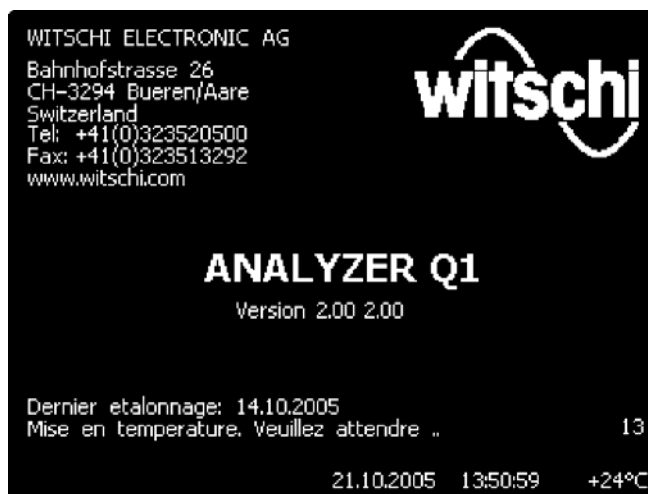 WITSCHI ELECTRONIC AG
Bahnhofstrasse 26
CH-3294 Bueren/Aare
Switzerland
Tel: +41(0)323520500
Fax: +41(0)323513292
www.witschi.com
witschi
ANALYZER Q1
Version 2.00 2.00
Dernier etalonnage: 14.10.2005
Mise en temperature. Veuillez attendre .. 13
21.10.2005 13:50:59 +24°C